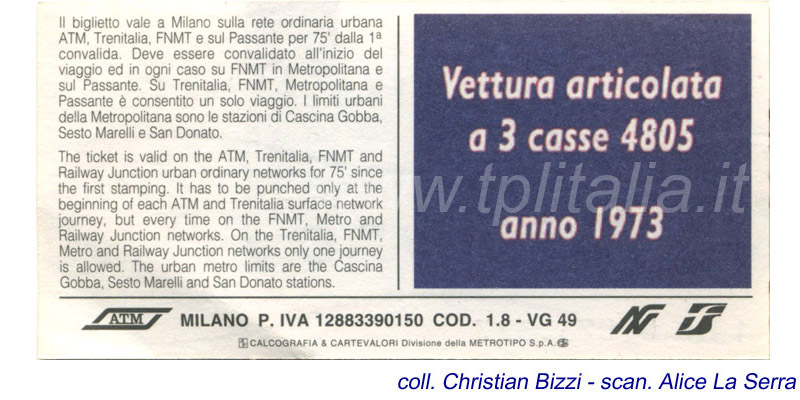 Il biglietto vale a Milano sulla rete ordinaria urbana
ATM, Trenitalia, FNMT e sul Passante per 75' dalla 1ª
convalida. Deve essere convalidato all'inizio del
viaggio ed in ogni caso su FNMT in Metropolitana e
sul Passante. Su Trenitalia, FNMT, Metropolitana e
Passante è consentito un solo viaggio. I limiti urbani
della Metropolitana sono le stazioni di Cascina Gobba,
Sesto Marelli e San Donato.
The ticket is valid on the ATM, Trenitalia, FNMT and
Railway Junction urban ordinary networks for 75' since
the first stamping. It has to be punched only at the
beginning of each ATM and Trenitalia surface network
journey, but every time on the FNMT, Metro and
Railway Junction networks. On the Trenitalia, FNMT,
Metro and Railway Junction networks only one journey
is allowed. The urban metro limits are the Cascina
Gobba, Sesto Marelli and San Donato stations.
Vettura articolata
a 3 casse 4805
anno 1973
www.tplitalia.it
ATM MILANO P. IVA 12883390150 COD. 1.8 - VG 49
CALCOGRAFIA & CARTEVALORI Divisione della METROTIPO S.p.A.
coll. Christian Bizzi - scan. Alice La Serra